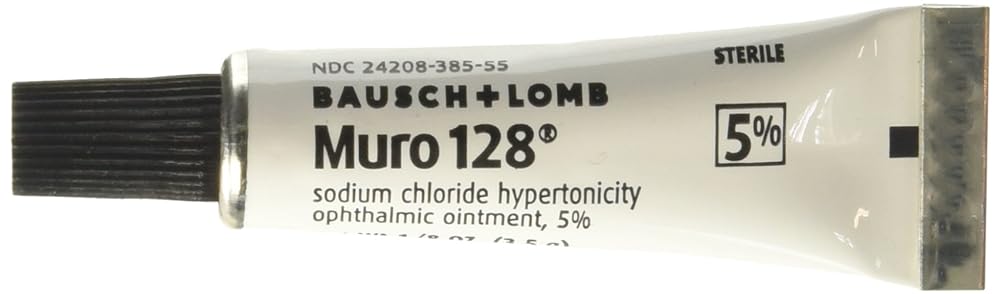 STERILE
NDC 24208-385-55
BAUSCH+LOMB
Muro 128®
5%
sodium chloride hypertonicity
ophthalmic ointment, 5%